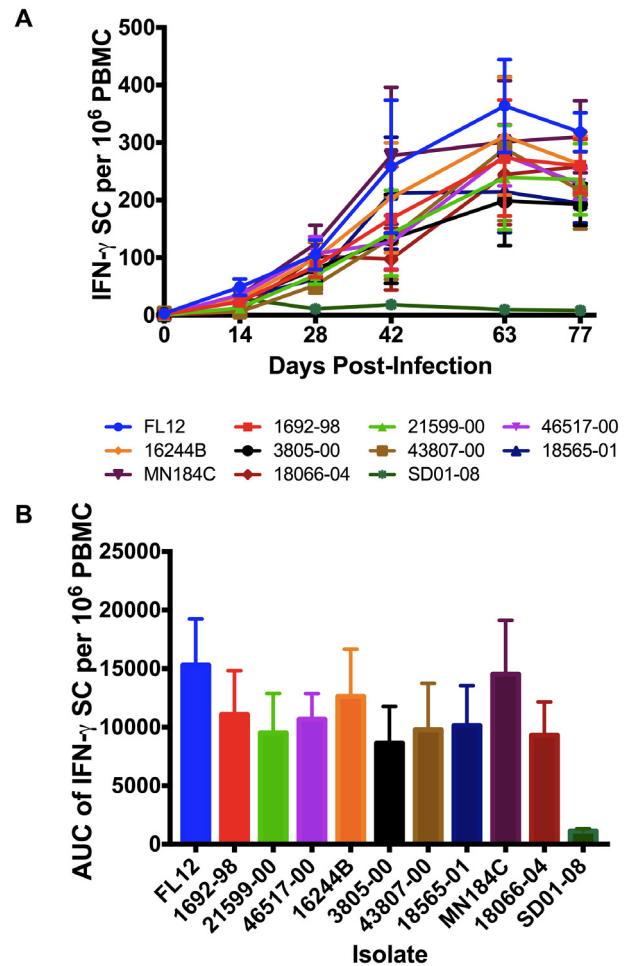 A
IFN-γ SC per 10⁶ PBMC
500
400
300
200
100
0
0 14 28 42 63 77
Days Post-Infection
FL12 1692-98 21599-00 46517-00
16244B 3805-00 43807-00 18565-01
MN184C 18066-04 SD01-08
B
AUC of IFN-γ SC per 10⁶ PBMC
25000
20000
15000
10000
5000
0
FL12 1692-98 21599-00 46517-00 16244B 3805-00 43807-00 18565-01 MN184C 18066-04 SD01-08
Isolate